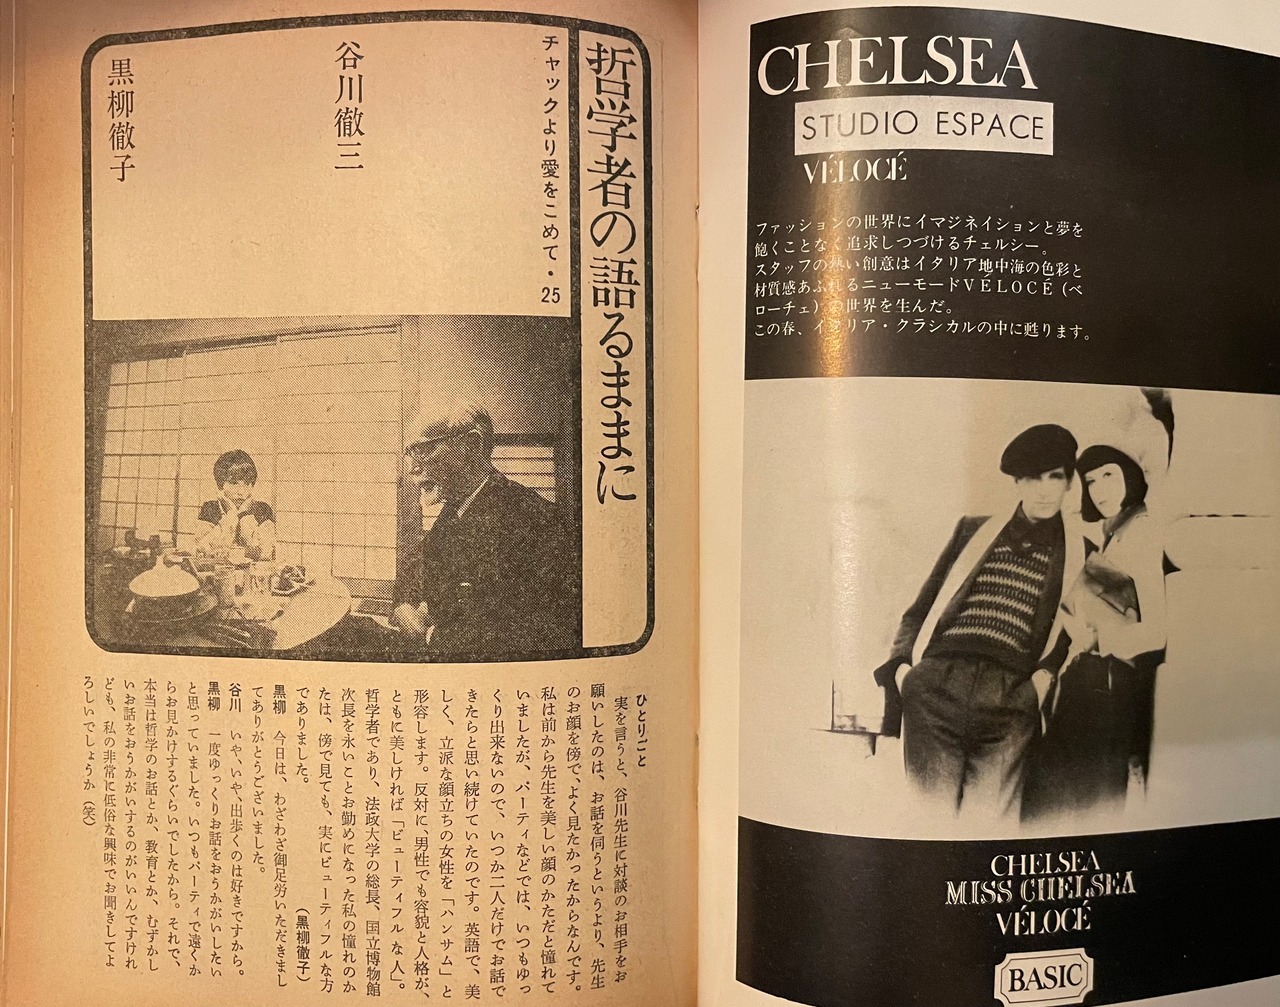 哲学者の語るままに
チャックより愛をこめて・25
谷川徹三
黒柳徹子
ひとりごと
実を言うと、谷川先生に対談のお相手をお
願いしたのは、お話を伺うというより、先生
のお顔を傍で、よく見たかったからなんです。
私は前から先生を美しい顔のかただと憧れて
いましたが、パーティなどでは、いつもゆっ
くり出来ないので、いつか二人だけでお話で
きたらと思い続けていたのです。英語で、美
しく、立派な顔立ちの女性を「ハンサム」と
形容します。反対に、男性でも容貌と人格が、
ともに美しければ「ビューティフル な人」。
哲学者であり、法政大学の総長、国立博物館
次長を永いことお勤めになった私の憧れのか
たは、傍で見ても、実にビューティフルな方
でありました。
（黒柳徹子）
黒柳 今日は、わざわざ御足労いただきまし
てありがとうございました。
谷川 いや、いや、出歩くのは好きですから。
黒柳 一度ゆっくりお話をおうかがいしたい
と思っていました。いつもパーティで遠くか
らお見かけするぐらいでしたから。それで、
本当は哲学のお話とか、教育とか、むずかし
いお話をおうかがいするのがいいんですけれ
ども、私の非常に低俗な興味でお聞きしてよ
ろしいでしょうか（笑）
CHELSEA
STUDIO ESPACE
VÉLOCÉ
ファッションの世界にイマジネイションと夢を
飽くことなく追求しつづけるチェルシー。
スタッフの熱い創意はイタリア地中海の色彩と
材質感あふれるニューモードVÉLOCÉ（ベ
ローチェ）の世界を生んだ。
この春、イタリア・クラシカルの中に甦ります。
CHELSEA
MISS CHELSEA
VÉLOCÉ
BASIC